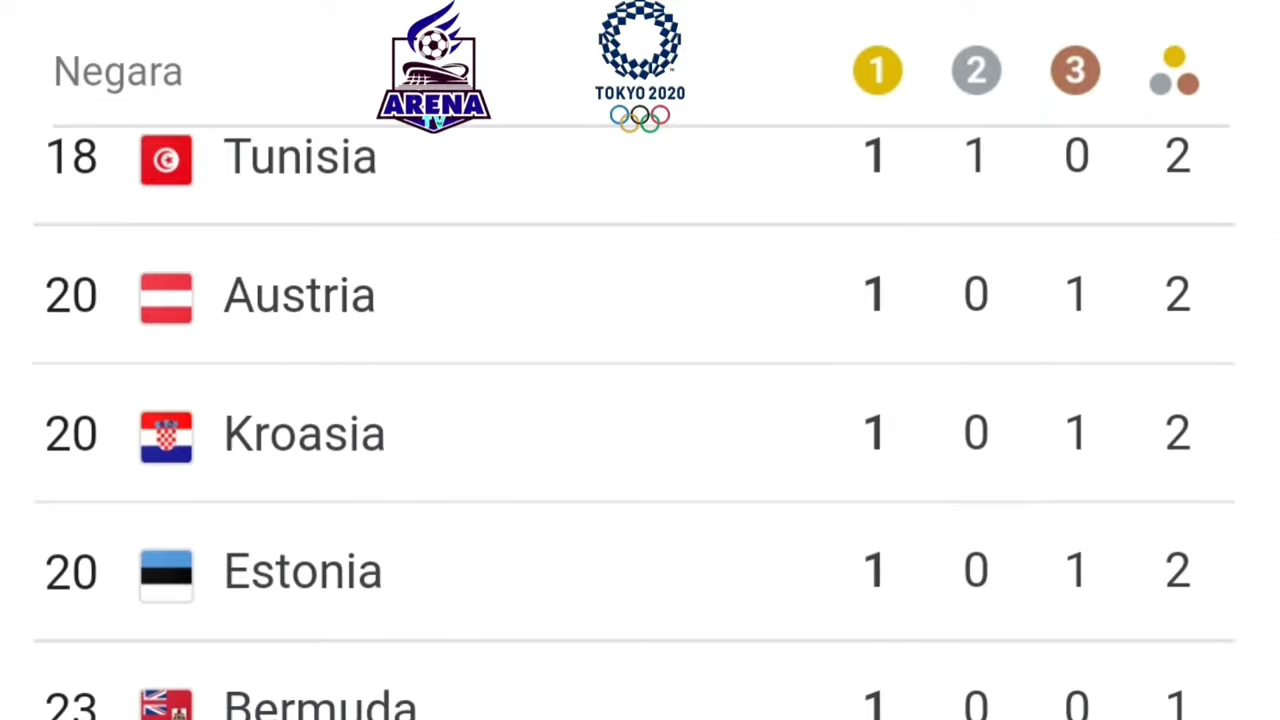 Negara
ARENA
TV
TOKYO 2020
1 2 3
18 Tunisia 1 1 0 2
20 Austria 1 0 1 2
20 Kroasia 1 0 1 2
20 Estonia 1 0 1 2
23 Bermuda 1 0 0 1